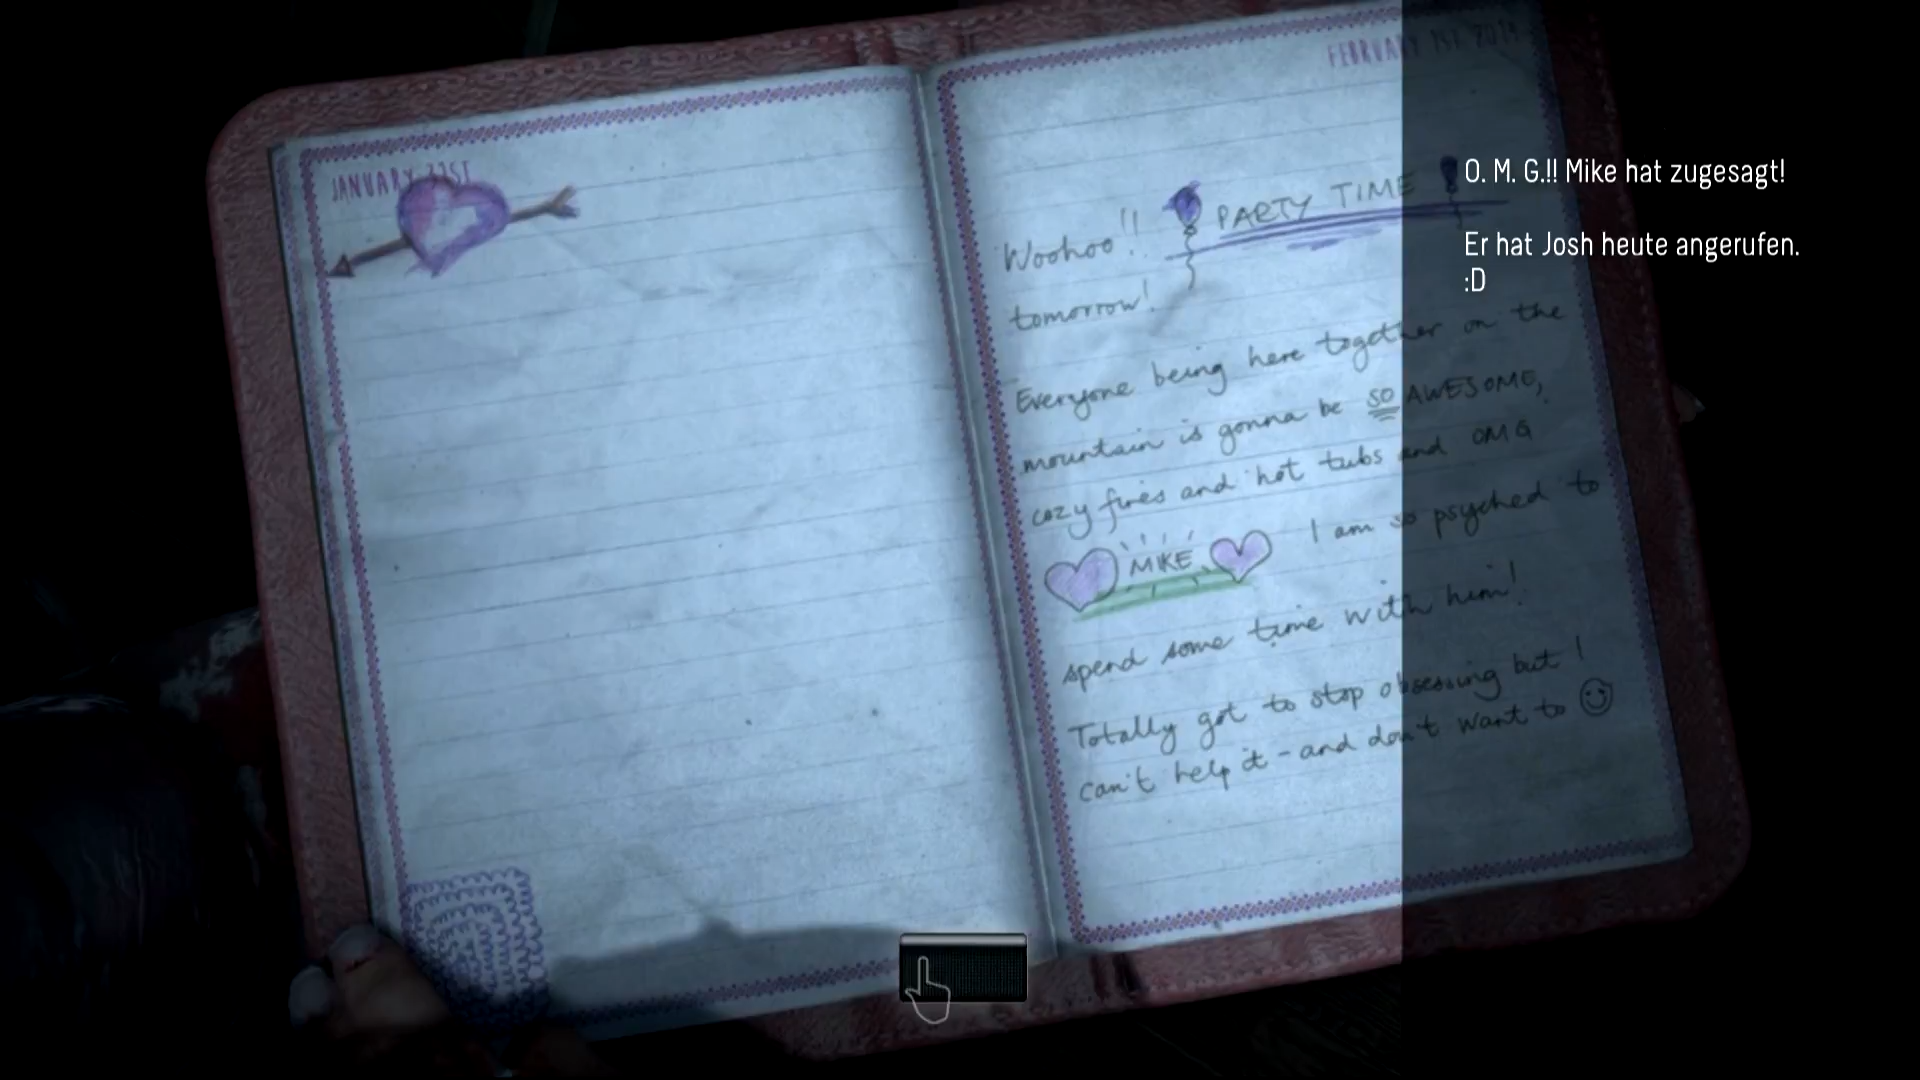 JANUARY 31ST
FEBRUARY 1ST 2014
Woohoo!! PARTY TIME
tomorrow!
Everyone being here together on the
mountain is gonna be SO AWESOME,
cozy fires and hot tubs and OMG
MIKE I am so psyched to
spend some time with him!
Totally got to stop obsessing but I
can't help it - and don't want to
O. M. G.!! Mike hat zugesagt!
Er hat Josh heute angerufen.
:D